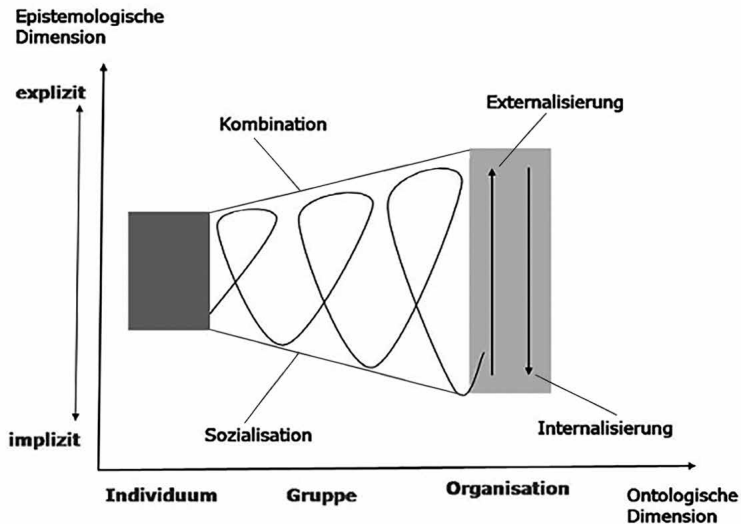 Epistemologische
Dimension
explizit
Externalisierung
Kombination
implizit
Sozialisation
Internalisierung
Individuum
Gruppe
Organisation
Ontologische
Dimension